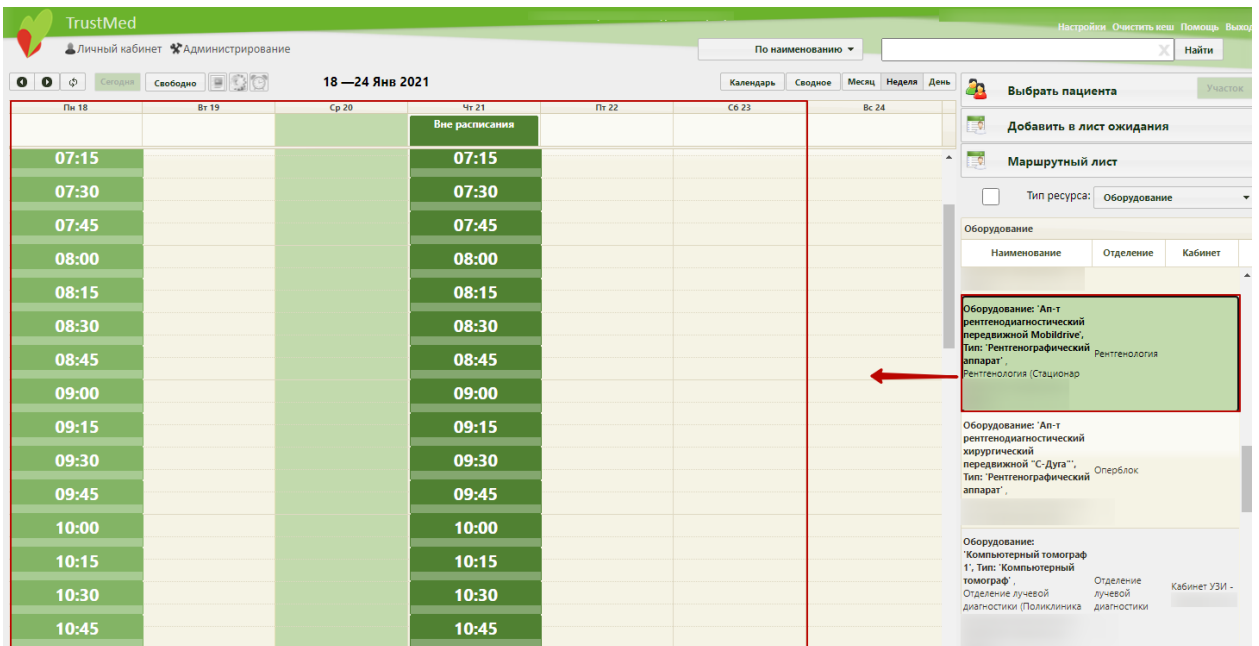 TrustMed
Настройки Очистить кеш Помощь Выход
Личный кабинет Администрирование
По наименованию
Найти
Сегодня Свободно 18 —24 Янв 2021 Календарь Сводное Месяц Неделя День
Пн 18 Вт 19 Ср 20 Чт 21 Пт 22 Сб 23 Вс 24
Вне расписания
07:15 07:15
07:30 07:30
07:45 07:45
08:00 08:00
08:15 08:15
08:30 08:30
08:45 08:45
09:00 09:00
09:15 09:15
09:30 09:30
09:45 09:45
10:00 10:00
10:15 10:15
10:30 10:30
10:45 10:45
Выбрать пациента Участок
Добавить в лист ожидания
Маршрутный лист
Тип ресурса: Оборудование
Оборудование
Наименование Отделение Кабинет
Оборудование: 'Ап-т
рентгенодиагностический
передвижной Mobildrive',
Тип: 'Рентгенографический
аппарат' ,
Рентгенология (Стационар
Рентгенология
Оборудование: 'Ап-т
рентгенодиагностический
хирургический
передвижной "С-Дуга"',
Тип: 'Рентгенографический
аппарат' ,
Оперблок
Оборудование:
'Компьютерный томограф
1', Тип: 'Компьютерный
томограф' ,
Отделение лучевой
диагностики (Поликлиника
Отделение
лучевой
диагностики
Кабинет УЗИ -